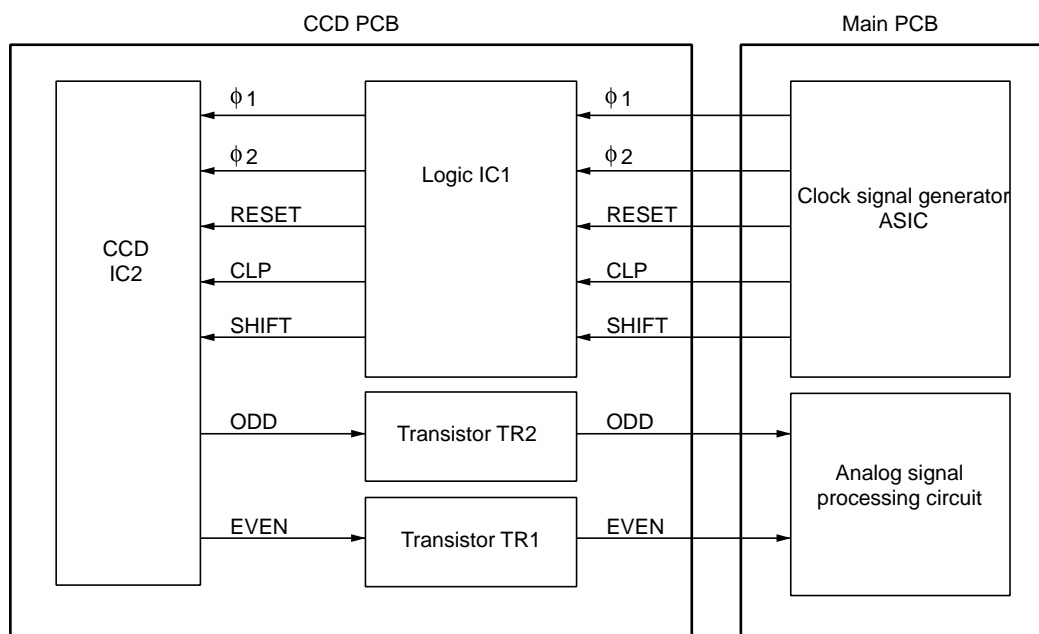 CCD PCB
Main PCB
ϕ1
ϕ1
ϕ2
ϕ2
Logic IC1
Clock signal generator
ASIC
RESET
RESET
CCD
IC2
CLP
CLP
SHIFT
SHIFT
ODD
Transistor TR2
ODD
Analog signal
processing circuit
EVEN
Transistor TR1
EVEN